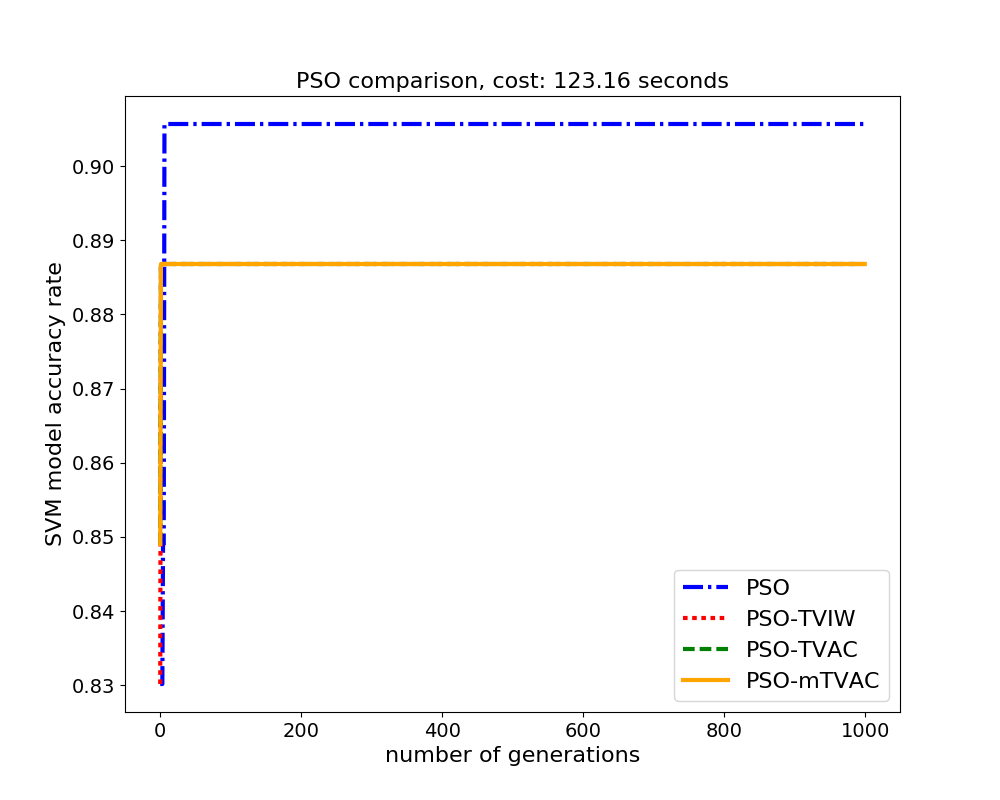 PSO comparison, cost: 123.16 seconds
SVM model accuracy rate
0.90
0.89
0.88
0.87
0.86
0.85
0.84
0.83
0 200 400 600 800 1000
number of generations
PSO
PSO-TVIW
PSO-TVAC
PSO-mTVAC